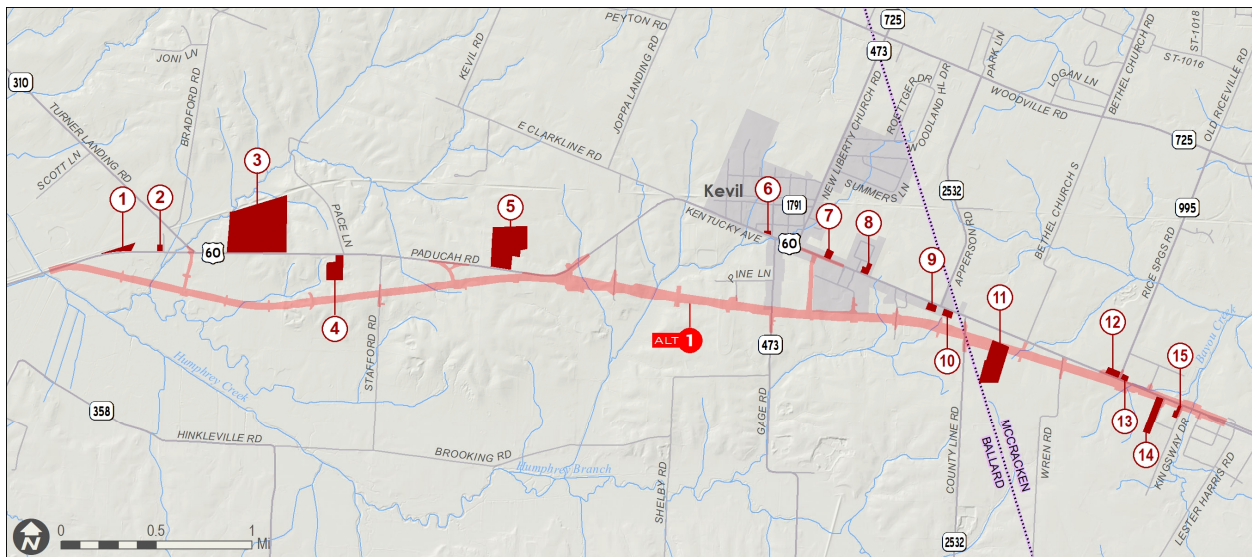 PEYTON RD
725
473
JONI LN
KEVIL RD
JOPPA LANDING RD
PARK LN
LOGAN LN
BETHEL CHURCH RD
ST-1018
ST-1016
310
TURNER LANDING RD
BRADFORD RD
ROETTGER DR
WOODLAND HL DR
WOODVILLE RD
OLD RICEVILLE RD
725
SCOTT LN
E CLARKLINE RD
NEW LIBERTY CHURCH RD
3
Kevil
SUMMERS LN
2532
BETHEL CHURCH S
1
2
PACE LN
5
6
1791
995
KENTUCKY AVE
60
7
8
APPERSON RD
RICE SPGS RD
60
PADUCAH RD
PINE LN
9
11
4
STAFFORD RD
ALT 1
473
10
12
15
Bayou Creek
Humphrey Creek
13
14
358
HINKLEVILLE RD
BROOKING RD
Humphrey Branch
SHELBY RD
GAGE RD
COUNTY LINE RD
MCCRACKEN
BALLARD
WREN RD
KINGSWAY DR
LESTER HARRIS RD
2532
N
0 0.5 1
Mi